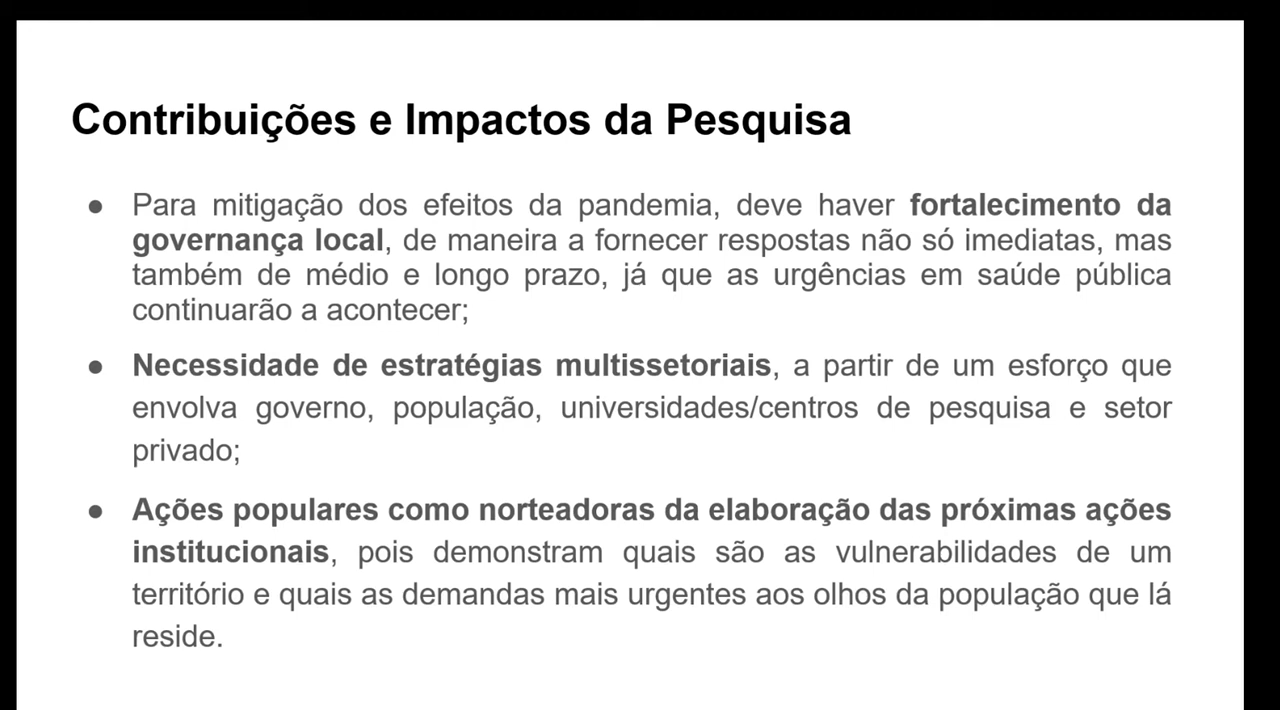 Contribuições e Impactos da Pesquisa
● Para mitigação dos efeitos da pandemia, deve haver fortalecimento da
governança local, de maneira a fornecer respostas não só imediatas, mas
também de médio e longo prazo, já que as urgências em saúde pública
continuarão a acontecer;
● Necessidade de estratégias multissetoriais, a partir de um esforço que
envolva governo, população, universidades/centros de pesquisa e setor
privado;
● Ações populares como norteadoras da elaboração das próximas ações
institucionais, pois demonstram quais são as vulnerabilidades de um
território e quais as demandas mais urgentes aos olhos da população que lá
reside.